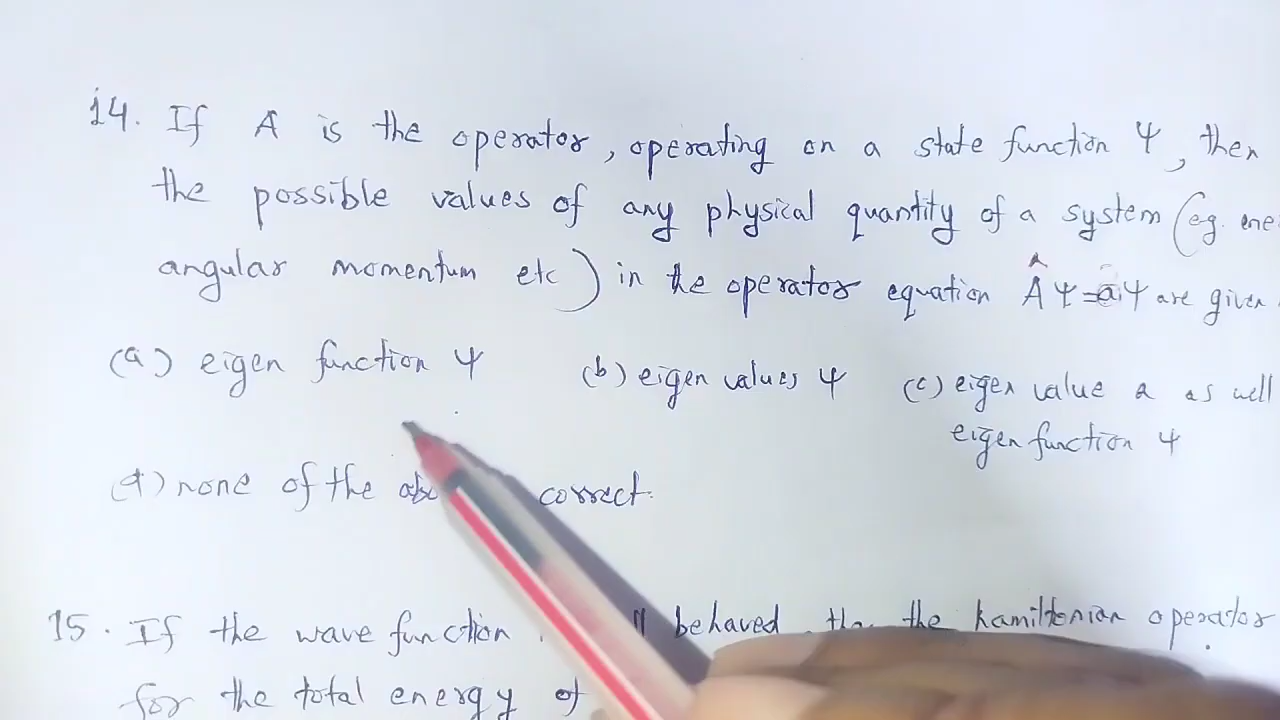 14. If A is the operator, operating on a state function Ψ, then
the possible values of any physical quantity of a system (eg. ene
angular momentum etc) in the operator equation ÂΨ=aΨ are given
(a) eigen function Ψ (b) eigen values Ψ (c) eigen value a as well
eigen function Ψ
(d) none of the correct.
15. If the wave function behaved the hamiltonian operator
for the total energy of